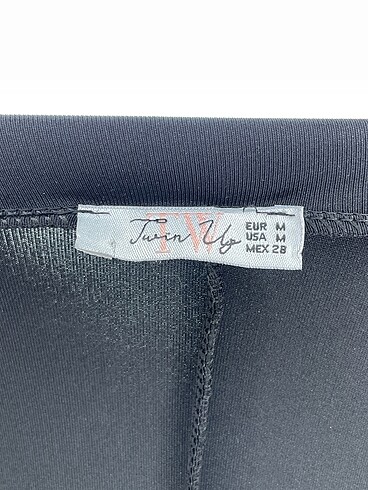 TW
Twin Up
EUR M
USA M
MEX 28